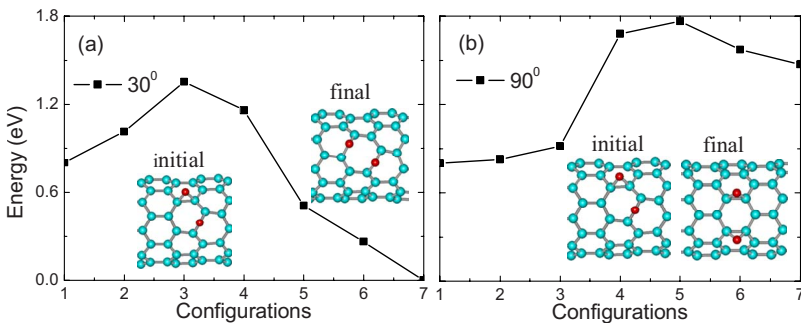 (a)
30⁰
initial
final
Energy (eV)
0.0
0.6
1.2
1.8
1 2 3 4 5 6 7
Configurations
(b)
90⁰
initial
final
1 2 3 4 5 6 7
Configurations